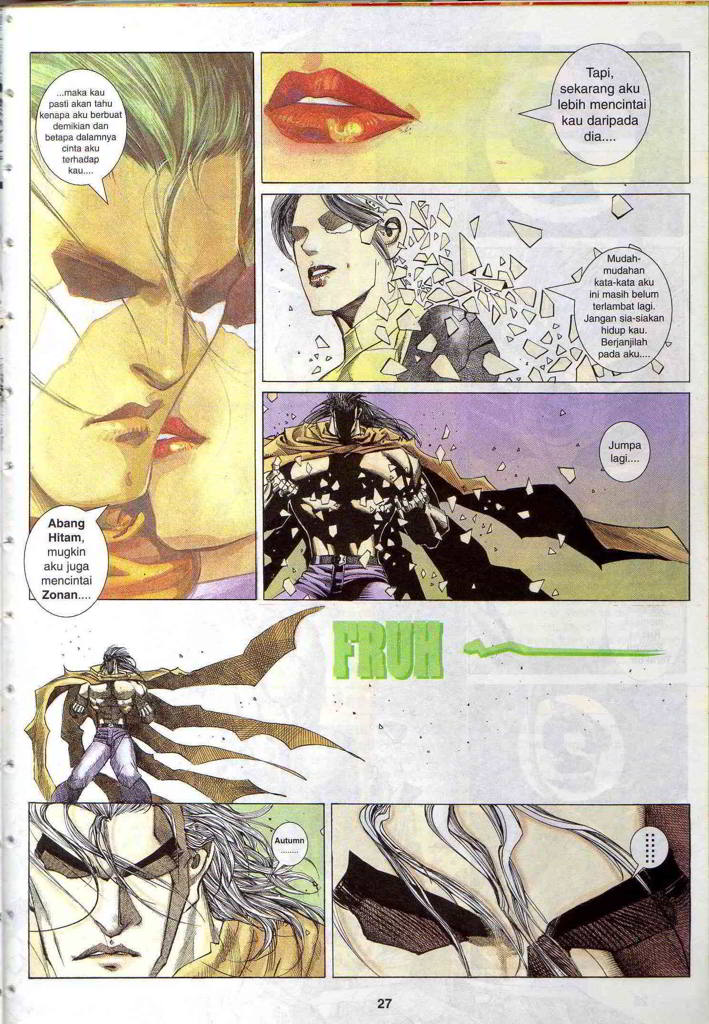 ...maka kau
pasti akan tahu
kenapa aku berbuat
demikian dan
betapa dalamnya
cinta aku
terhadap
kau....
Abang
Hitam,
mugkin
aku juga
mencintai
Zonan....
Tapi,
sekarang aku
lebih mencintai
kau daripada
dia....
Mudah-
mudahan
kata-kata aku
ini masih belum
terlambat lagi.
Jangan sia-siakan
hidup kau.
Berjanjilah
pada aku....
Jumpa
lagi....
FRUH
Autumn
........
27